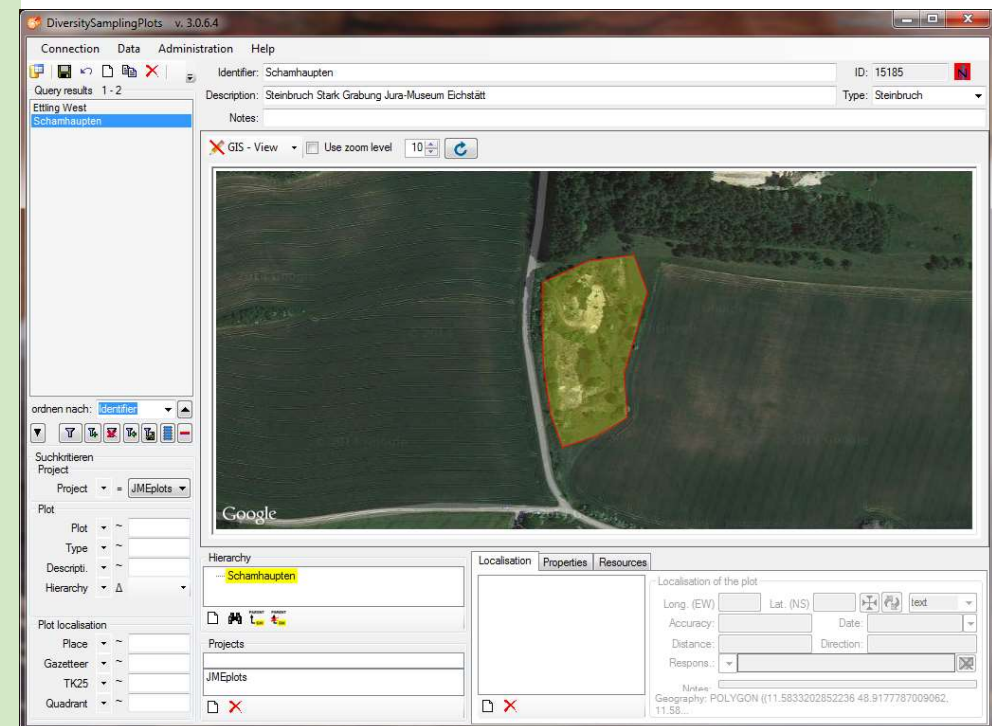 DiversitySamplingPlots v. 3.0.6.4
Connection Data Administration Help
Identifier: Schamhaupten ID: 15185
Query results 1 - 2
Description: Steinbruch Stark Grabung Jura-Museum Eichstätt Type: Steinbruch
Ettling West
Schamhaupten
Notes:
GIS - View Use zoom level 10
Google
ordnen nach: Identifier
Suchkritieren
Project
Project = JMEplots
Plot
Plot ~
Type ~
Descripti. ~
Hierarchy Δ
Plot localisation
Place ~
Gazetteer ~
TK25 ~
Quadrant ~
Hierarchy
Schamhaupten
Projects
JMEplots
Localisation Properties Resources
Localisation of the plot
Long. (EW) Lat. (NS) text
Accuracy: Date:
Distance: Direction:
Respons.:
Notes:
Geography: POLYGON ((11.5833202852236 48.9177787009062,
11.58...